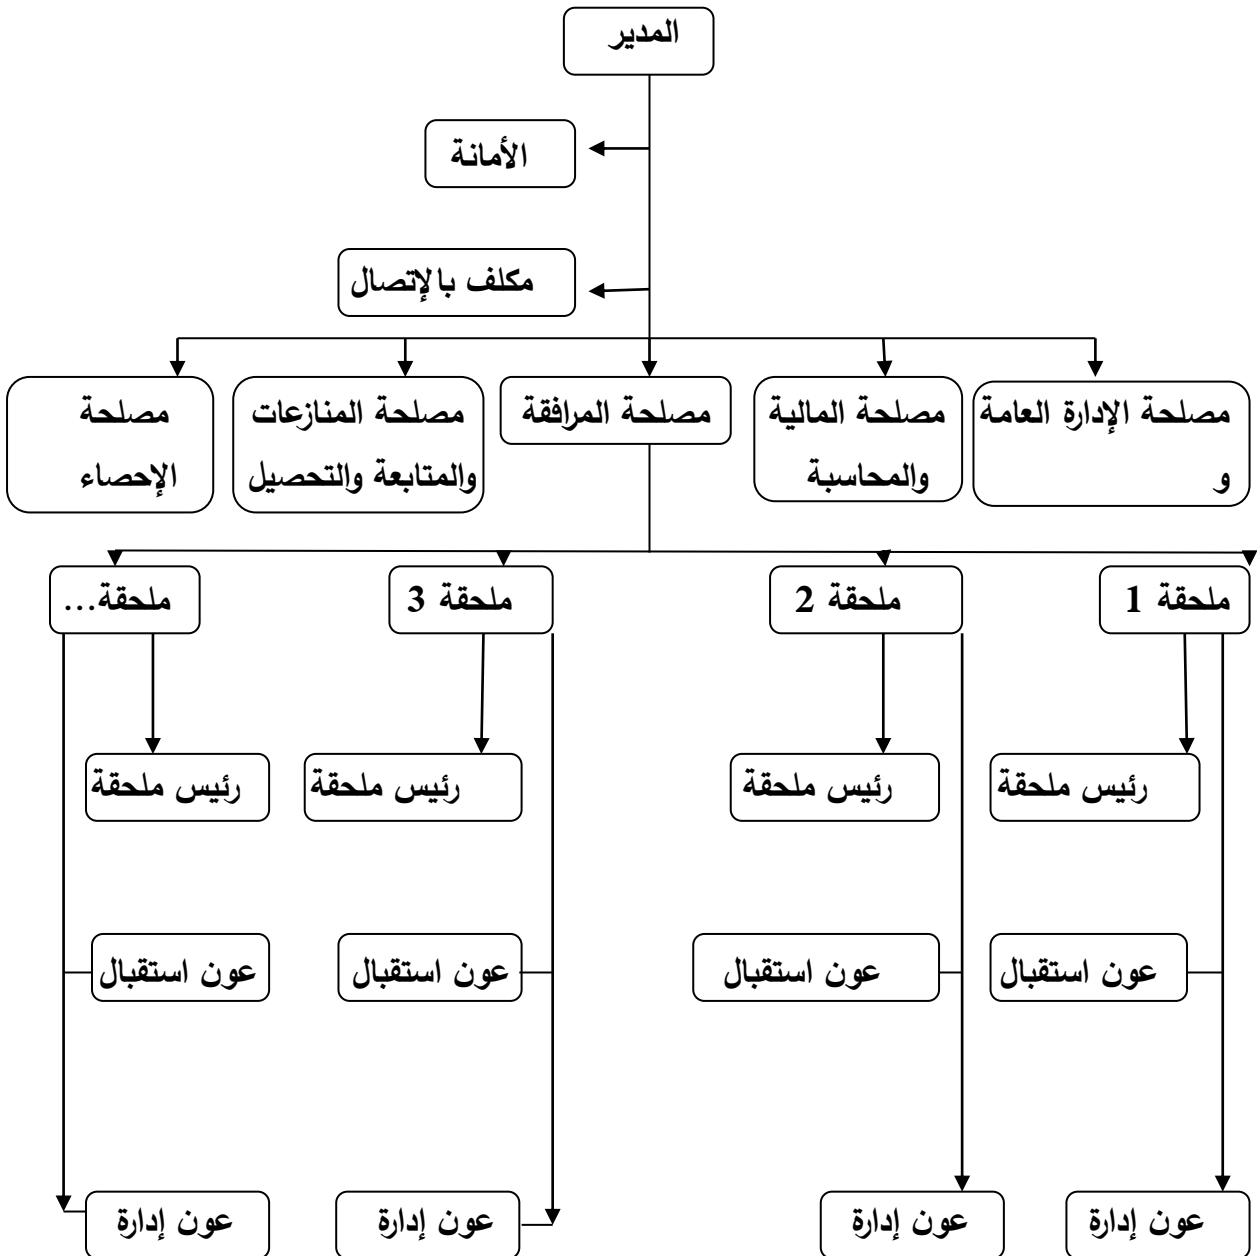 المدير
الأمانة
مكلف بالإتصال
مصلحة الإدارة العامة
و
مصلحة المالية
والمحاسبة
مصلحة المرافقة
مصلحة المنازعات
والمتابعة والتحصيل
مصلحة
الإحصاء
ملحقة 1
ملحقة 2
ملحقة 3
ملحقة...
رئيس ملحقة
رئيس ملحقة
رئيس ملحقة
رئيس ملحقة
عون استقبال
عون استقبال
عون استقبال
عون استقبال
عون إدارة
عون إدارة
عون إدارة
عون إدارة